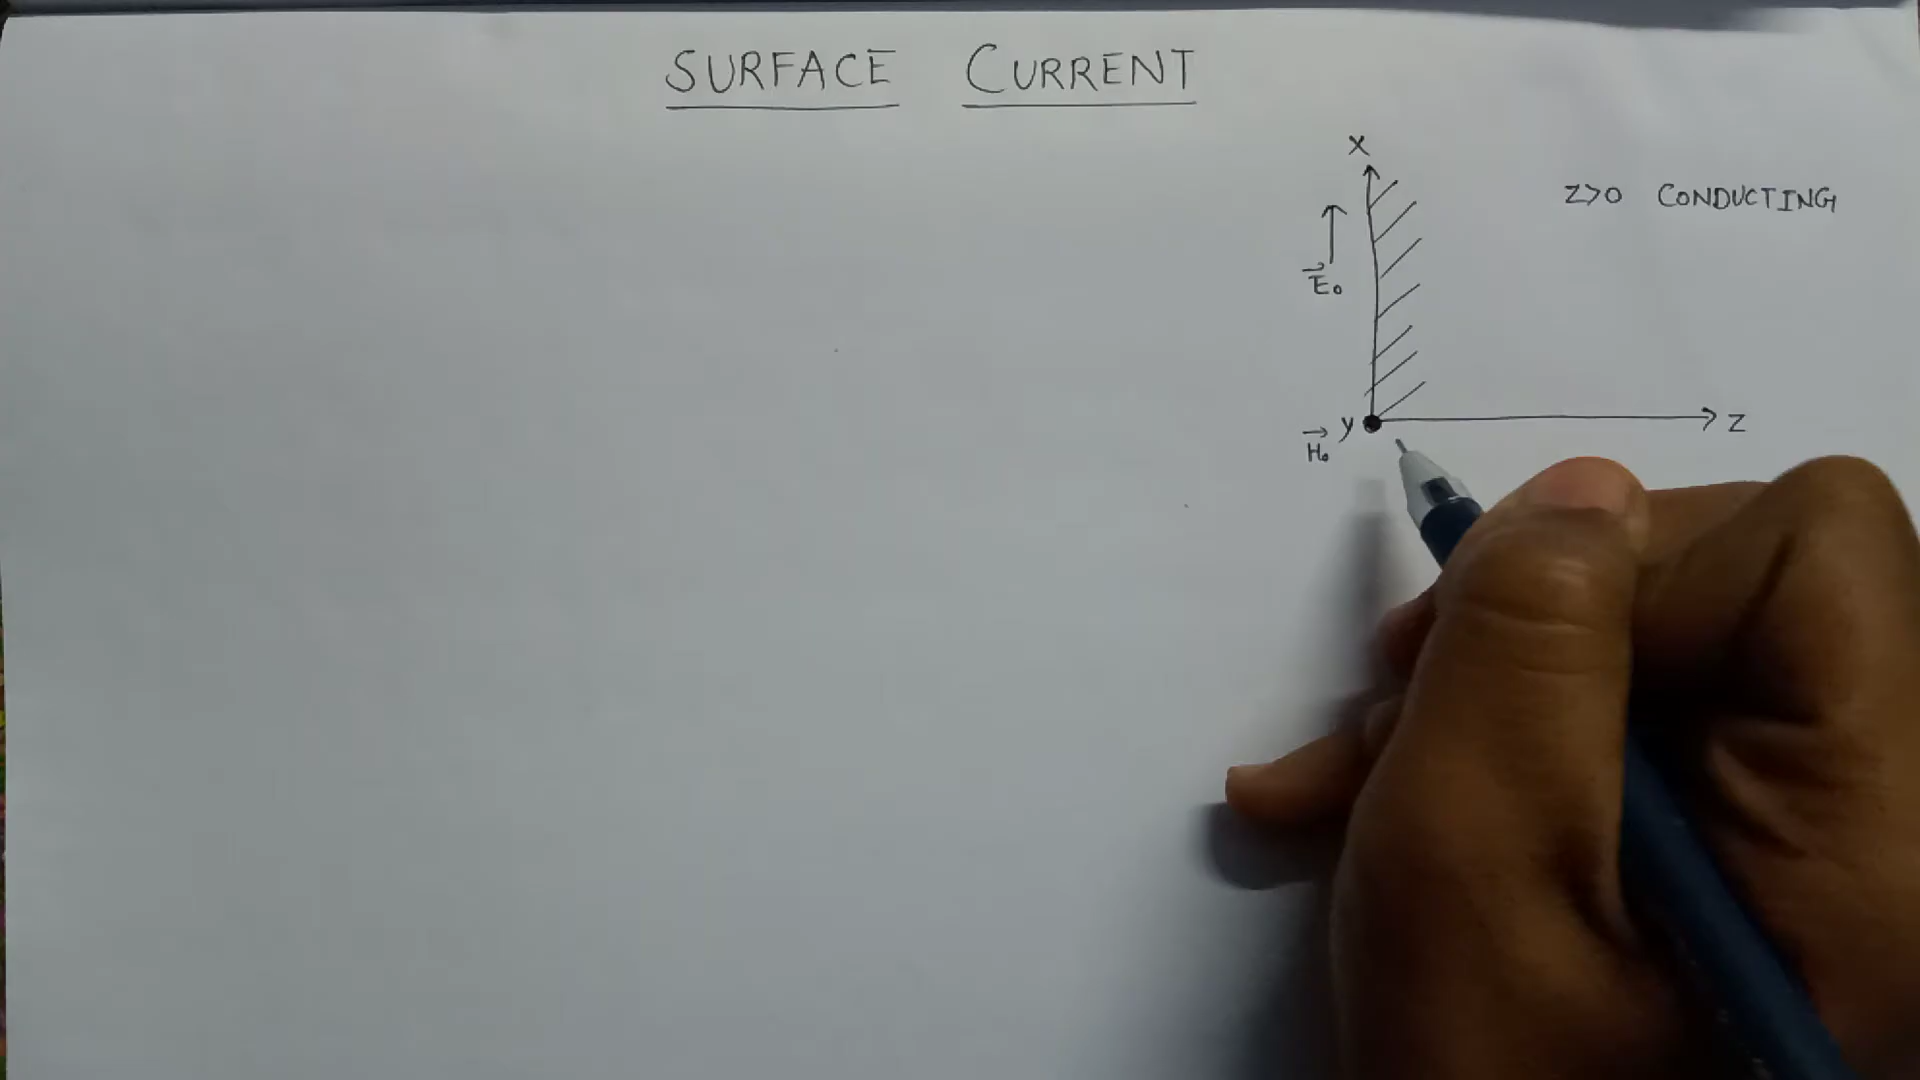 SURFACE CURRENT
X
Z>0 CONDUCTING
E₀
y
Z
H₀